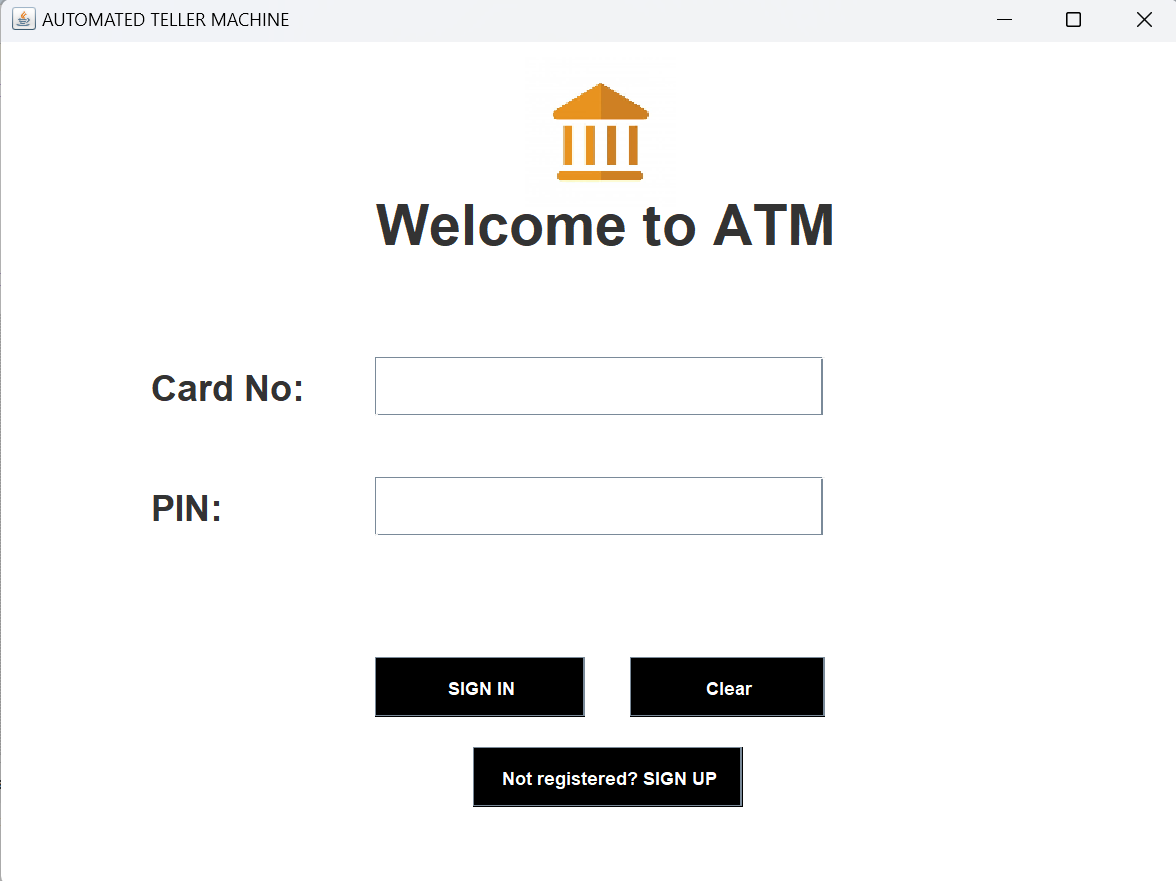 AUTOMATED TELLER MACHINE
Welcome to ATM
Card No:
PIN:
SIGN IN
Clear
Not registered? SIGN UP